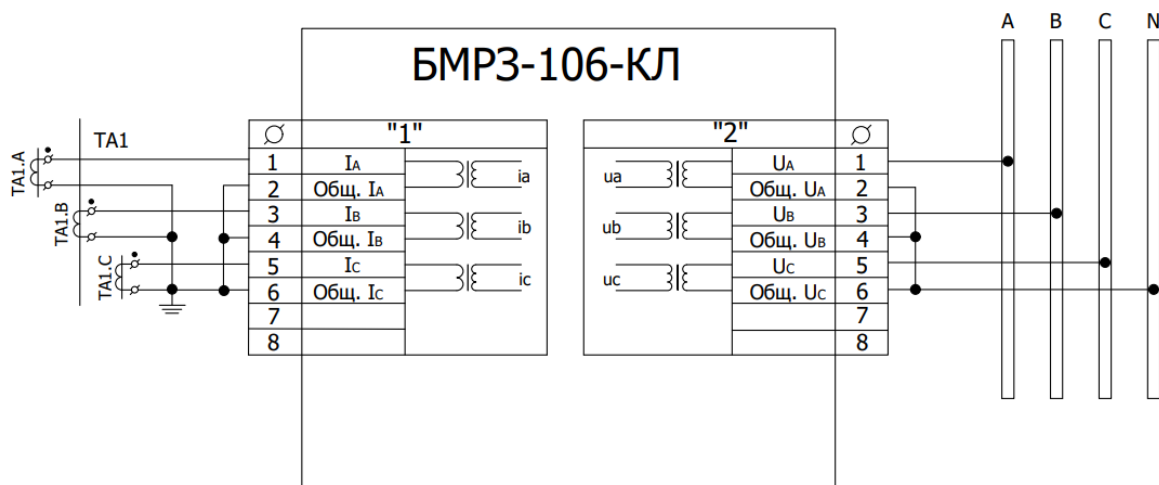 A B C N
БМРЗ-106-КЛ
TA1 Ø "1" "2" Ø
TA1.A 1 IA ia ua UA 1
2 Общ. IA Общ. UA 2
TA1.B 3 IB ib ub UB 3
4 Общ. IB Общ. UB 4
TA1.C 5 IC ic uc UC 5
6 Общ. IC Общ. UC 6
7 7
8 8